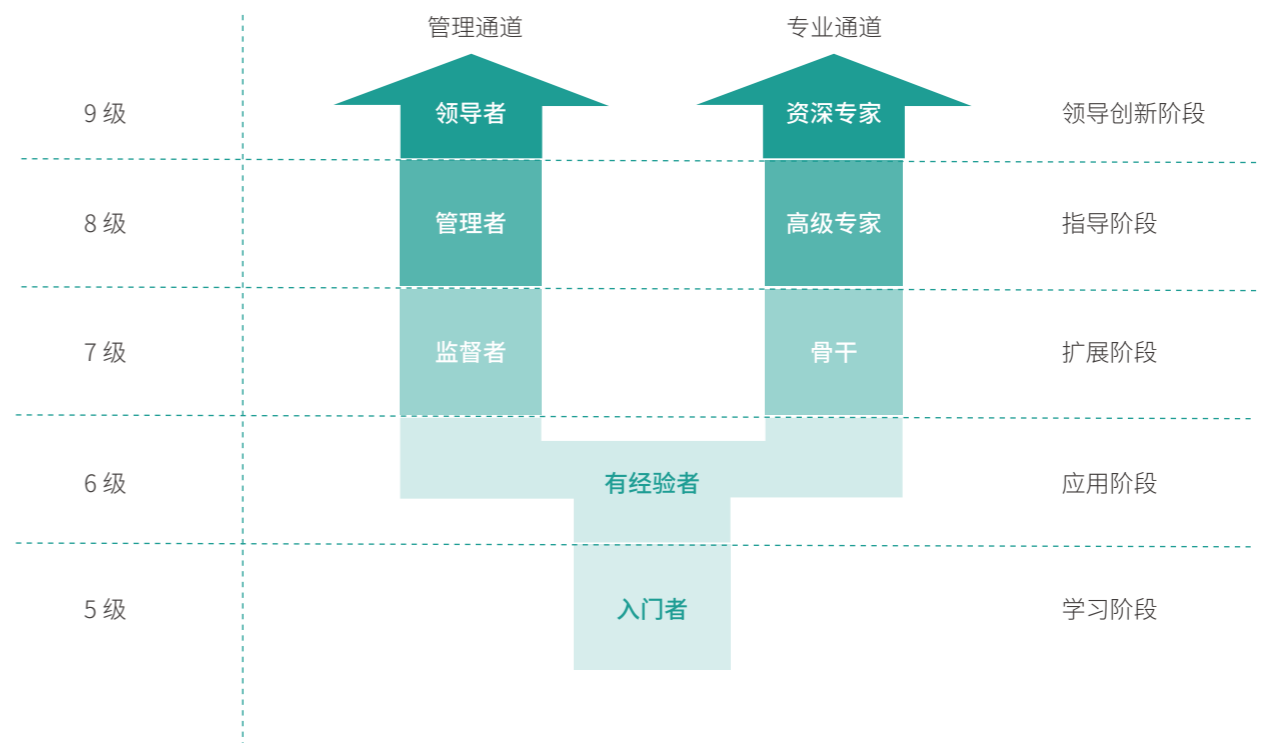 管理通道 专业通道
9 级 领导者 资深专家 领导创新阶段
8 级 管理者 高级专家 指导阶段
7 级 监督者 骨干 扩展阶段
6 级 有经验者 应用阶段
5 级 入门者 学习阶段